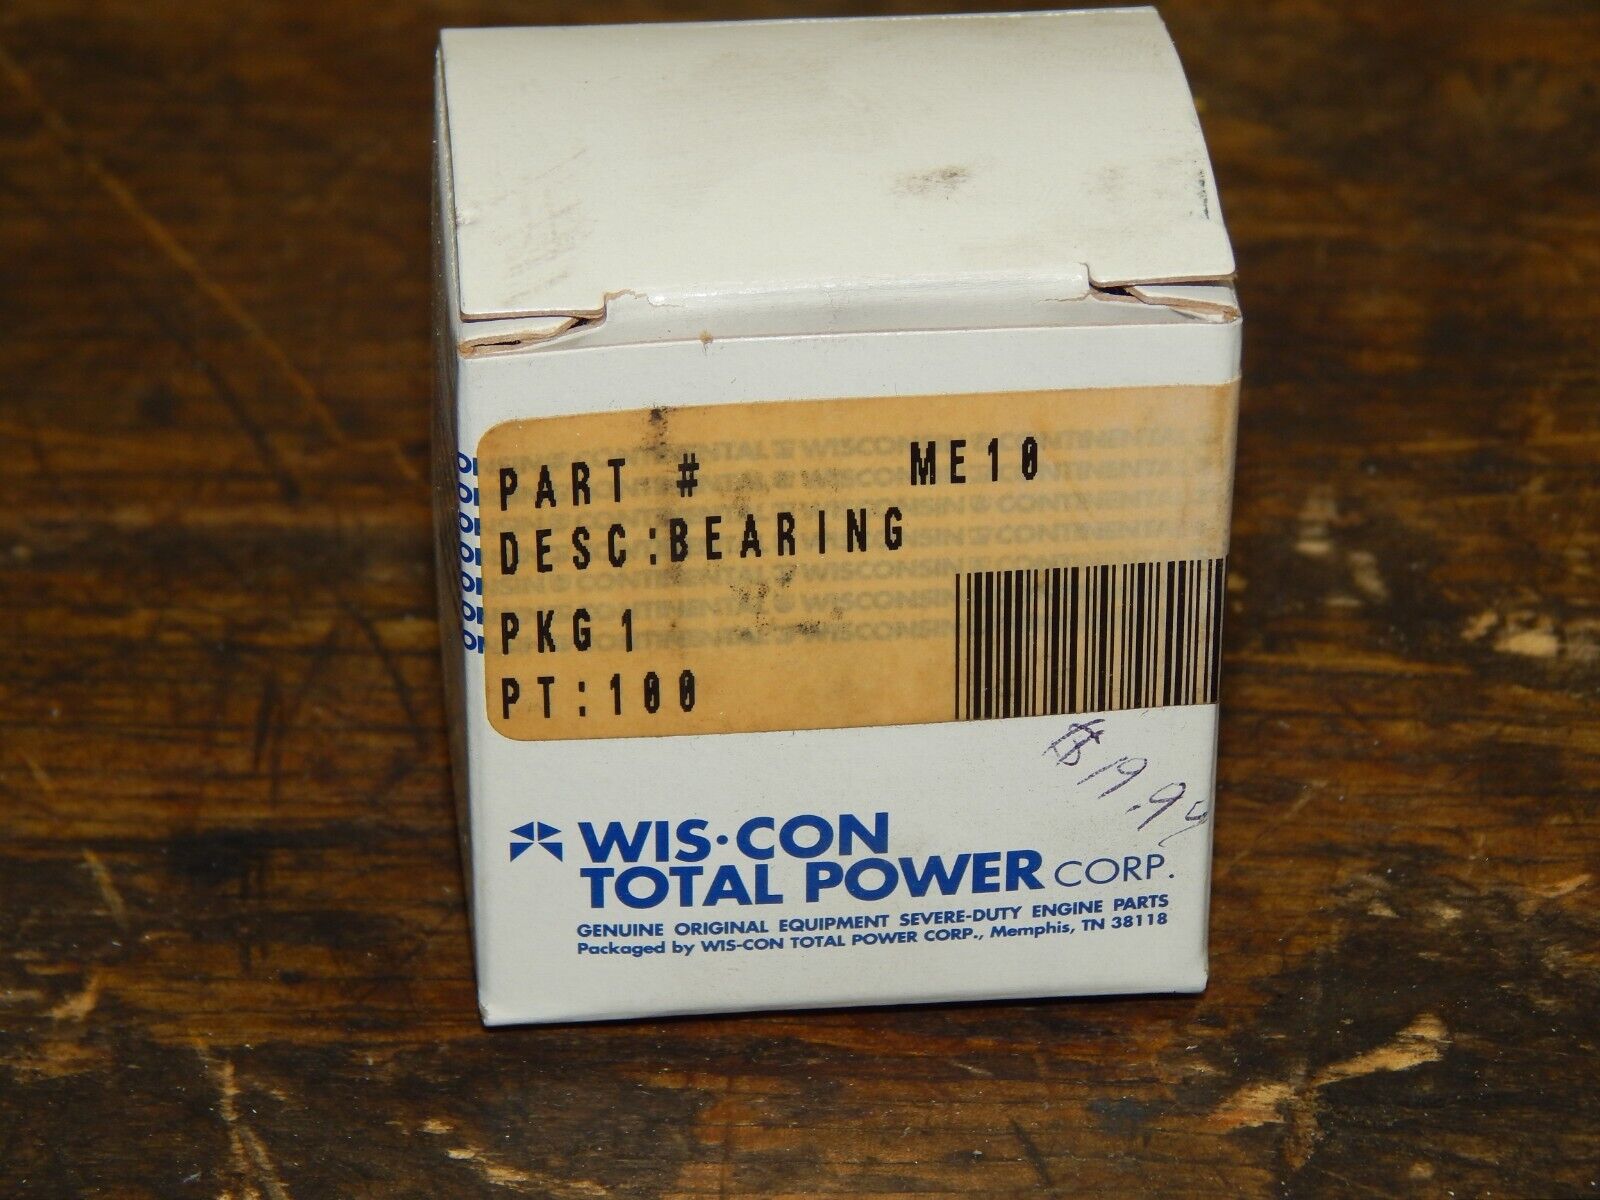 PART # ME10
DESC:BEARING
PKG 1
PT:100
$19.95
WIS•CON
TOTAL POWER CORP.
GENUINE ORIGINAL EQUIPMENT SEVERE-DUTY ENGINE PARTS
Packaged by WIS-CON TOTAL POWER CORP., Memphis, TN 38118